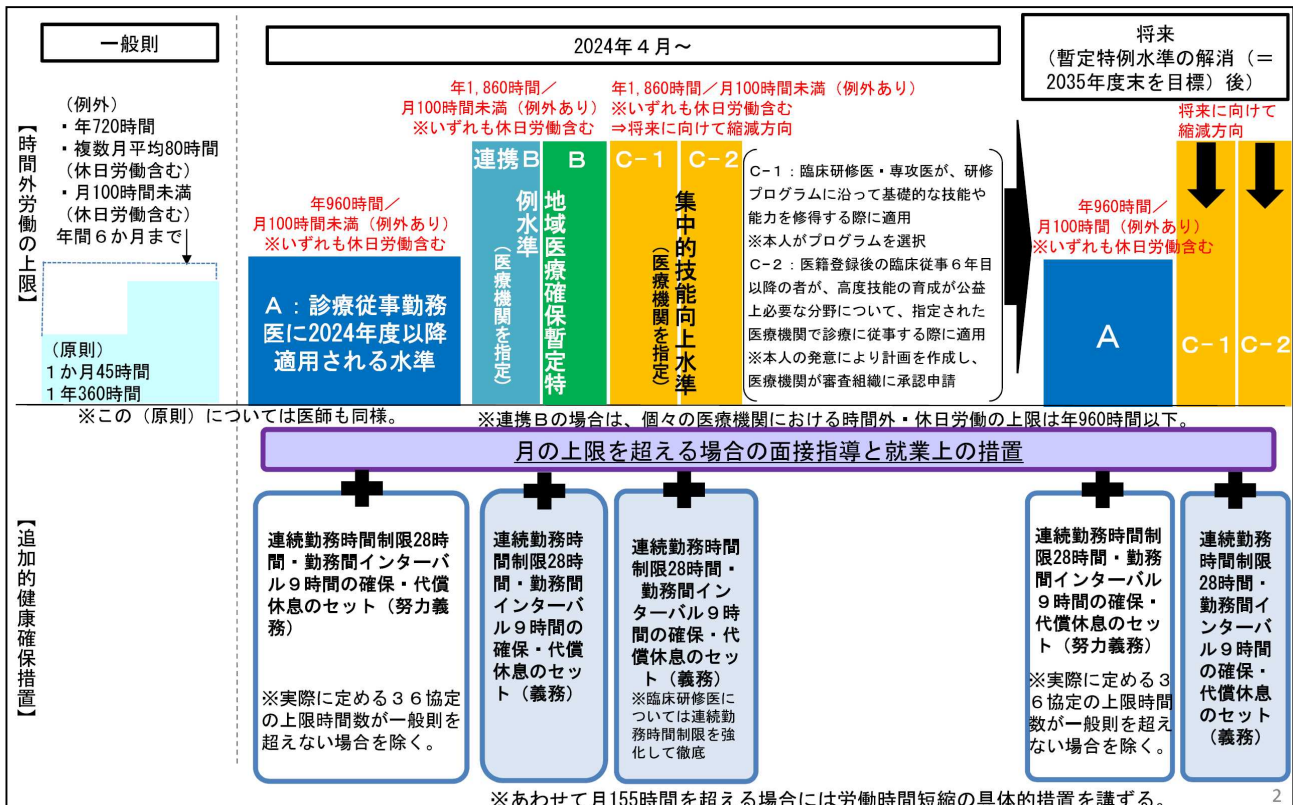 一般則
2024年４月～
将来
（暫定特例水準の解消（＝
2035年度末を目標）後）
【時間外労働の上限】
（例外）
・年720時間
・複数月平均80時間
（休日労働含む）
・月100時間未満
（休日労働含む）
年間６か月まで
（原則）
１か月45時間
１年360時間
年960時間／
月100時間未満（例外あり）
※いずれも休日労働含む
Ａ：診療従事勤務
医に2024年度以降
適用される水準
年1,860時間／
月100時間未満（例外あり）
※いずれも休日労働含む
連携Ｂ
Ｂ
地域医療確保暫定特
例水準
（医療機関を指定）
年1,860時間／月100時間未満（例外あり）
※いずれも休日労働含む
⇒将来に向けて縮減方向
Ｃ-１
Ｃ-２
集中的技能向上水準
（医療機関を指定）
Ｃ-１：臨床研修医・専攻医が、研修
プログラムに沿って基礎的な技能や
能力を修得する際に適用
※本人がプログラムを選択
Ｃ-２：医籍登録後の臨床従事６年目
以降の者が、高度技能の育成が公益
上必要な分野について、指定された
医療機関で診療に従事する際に適用
※本人の発意により計画を作成し、
医療機関が審査組織に承認申請
年960時間／
月100時間（例外あり）
※いずれも休日労働含む
Ａ
将来に向けて
縮減方向
Ｃ-１
Ｃ-２
※この（原則）については医師も同様。
※連携Ｂの場合は、個々の医療機関における時間外・休日労働の上限は年960時間以下。
月の上限を超える場合の面接指導と就業上の措置
【追加的健康確保措置】
連続勤務時間制限28時
間・勤務間インターバ
ル９時間の確保・代償
休息のセット（努力義
務）
※実際に定める３６協定
の上限時間数が一般則を
超えない場合を除く。
連続勤務時
間制限28時
間・勤務間
インターバ
ル９時間の
確保・代償
休息のセッ
ト（義務）
連続勤務時間
制限28時間・
勤務間イン
ターバル９時
間の確保・代
償休息のセッ
ト（義務）
※臨床研修医に
ついては連続勤
務時間制限を強
化して徹底
連続勤務時間制
限28時間・勤務
間インターバル
９時間の確保・
代償休息のセッ
ト（努力義務）
※実際に定める３
６協定の上限時間
数が一般則を超え
ない場合を除く。
連続勤務時
間制限28時
間・勤務間
インターバ
ル９時間の
確保・代償
休息のセット
（義務）
※あわせて月155時間を超える場合には労働時間短縮の具体的措置を講ずる。
2